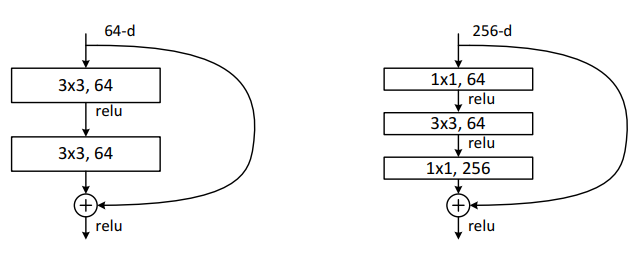 64-d
3x3, 64
relu
3x3, 64
relu
256-d
1x1, 64
relu
3x3, 64
relu
1x1, 256
relu